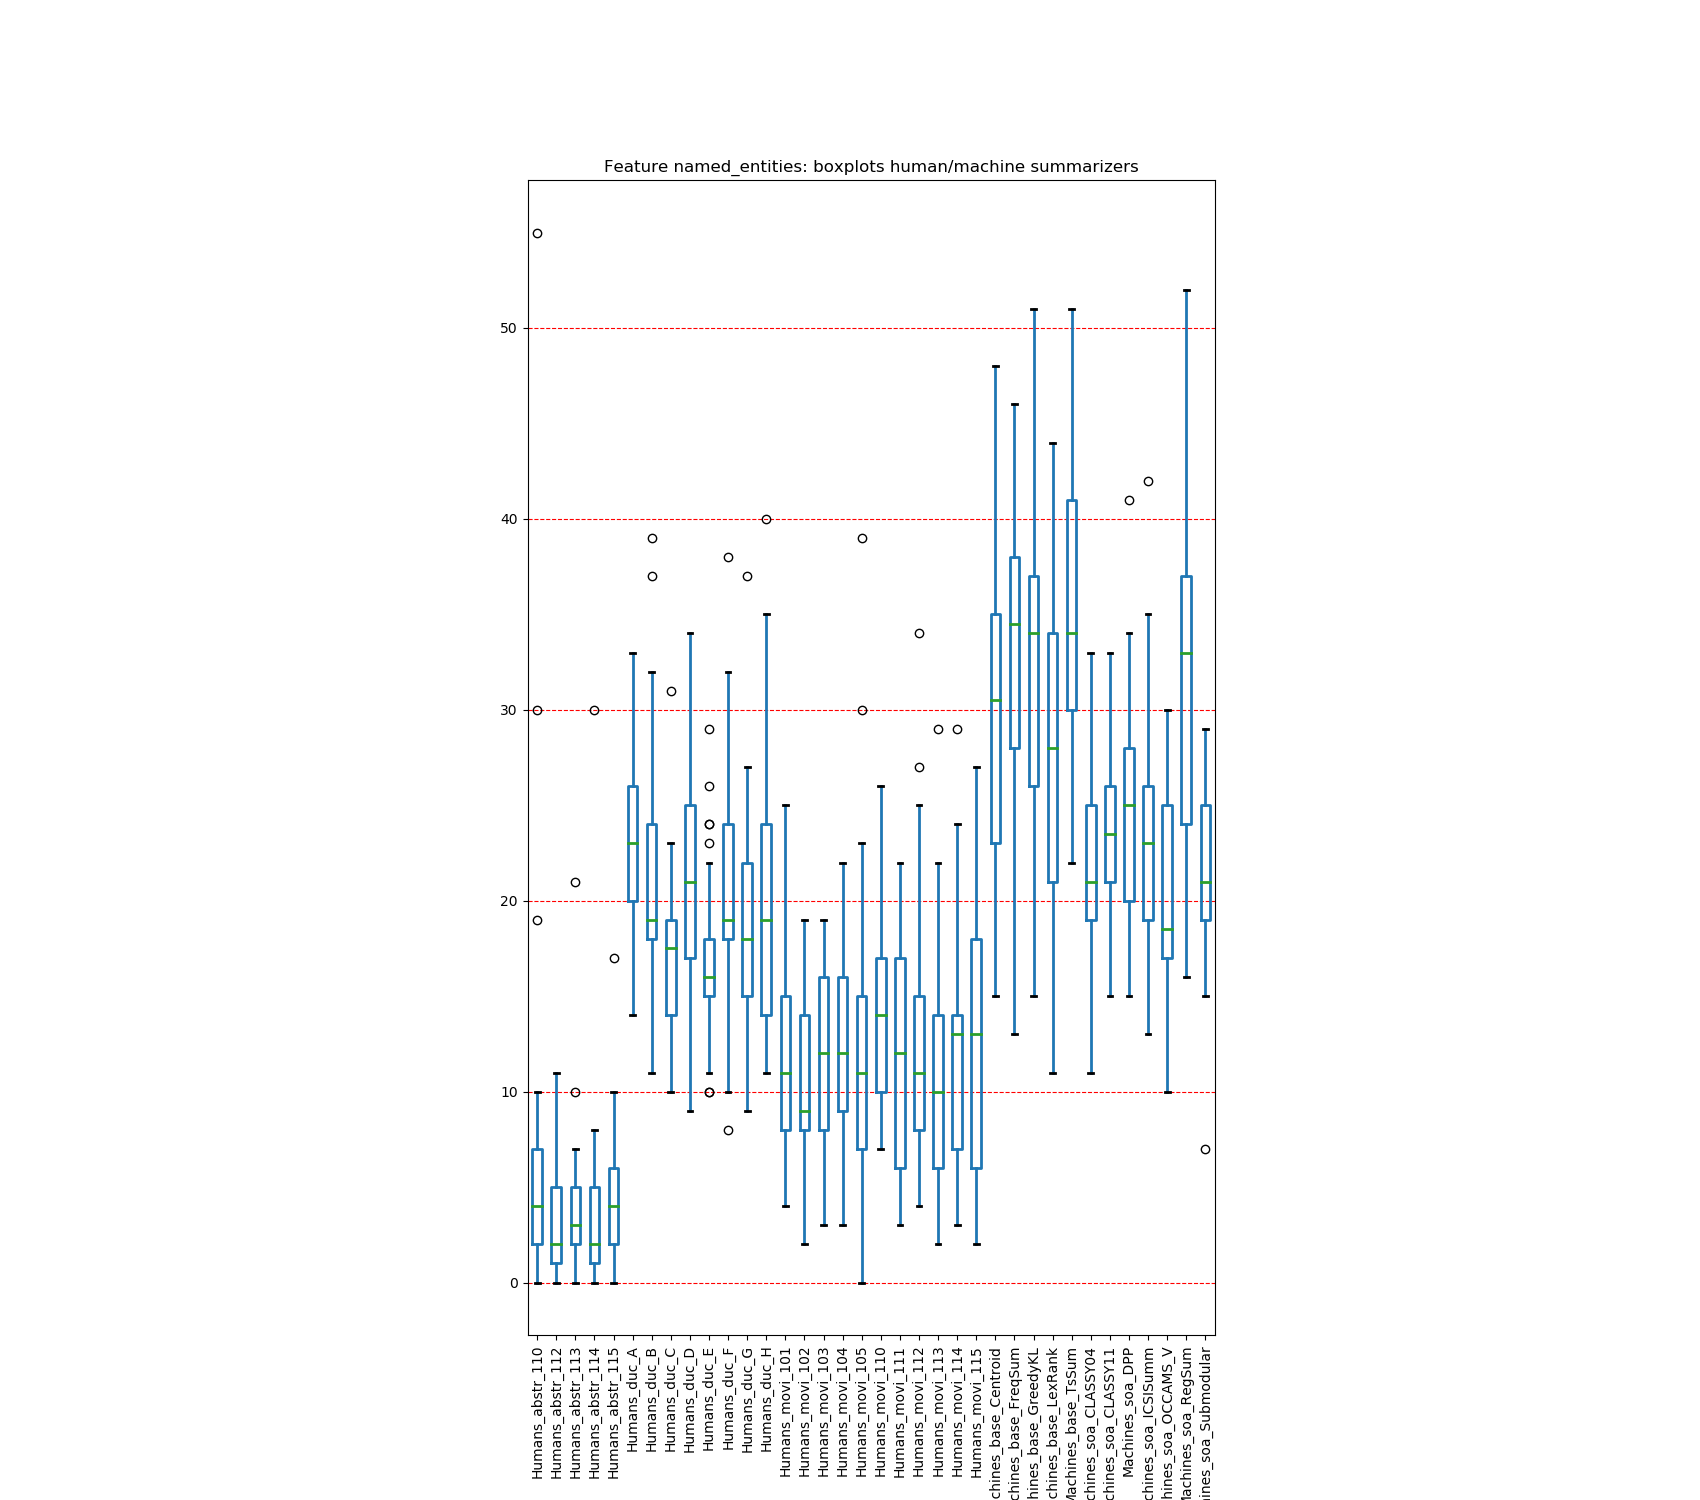 Feature named_entities: boxplots human/machine summarizers
50
40
30
20
10
0
Humans_abstr_110
Humans_abstr_112
Humans_abstr_113
Humans_abstr_114
Humans_abstr_115
Humans_duc_A
Humans_duc_B
Humans_duc_C
Humans_duc_D
Humans_duc_E
Humans_duc_F
Humans_duc_G
Humans_duc_H
Humans_movi_101
Humans_movi_102
Humans_movi_103
Humans_movi_104
Humans_movi_105
Humans_movi_110
Humans_movi_111
Humans_movi_112
Humans_movi_113
Humans_movi_114
Humans_movi_115
chines_base_Centroid
chines_base_FreqSum
hines_base_GreedyKL
chines_base_LexRank
Machines_base_TsSum
chines_soa_CLASSY04
chines_soa_CLASSY11
Machines_soa_DPP
chines_soa_ICSISumm
hines_soa_OCCAMS_V
Machines_soa_RegSum
ines_soa_Submodular